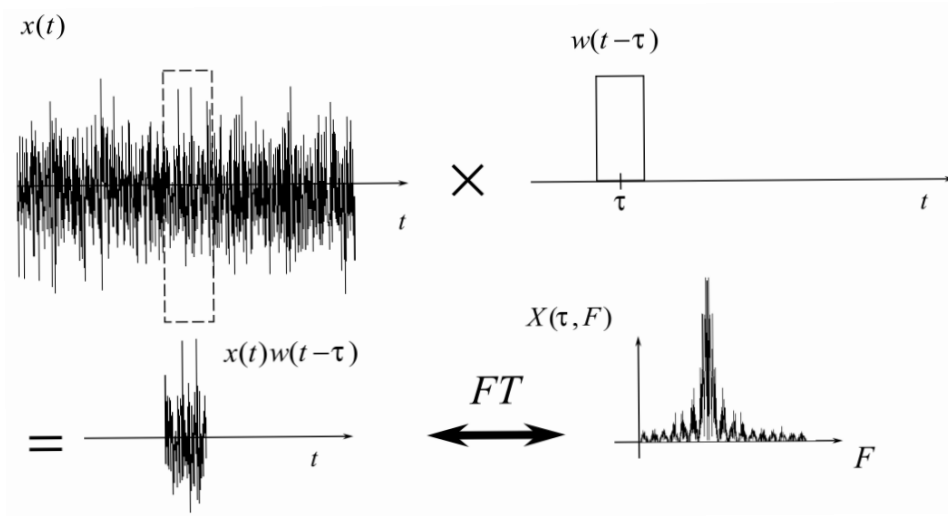 x(t)
w(t−τ)
×
t
τ
t
X(τ,F)
x(t)w(t−τ)
FT
=
t
F